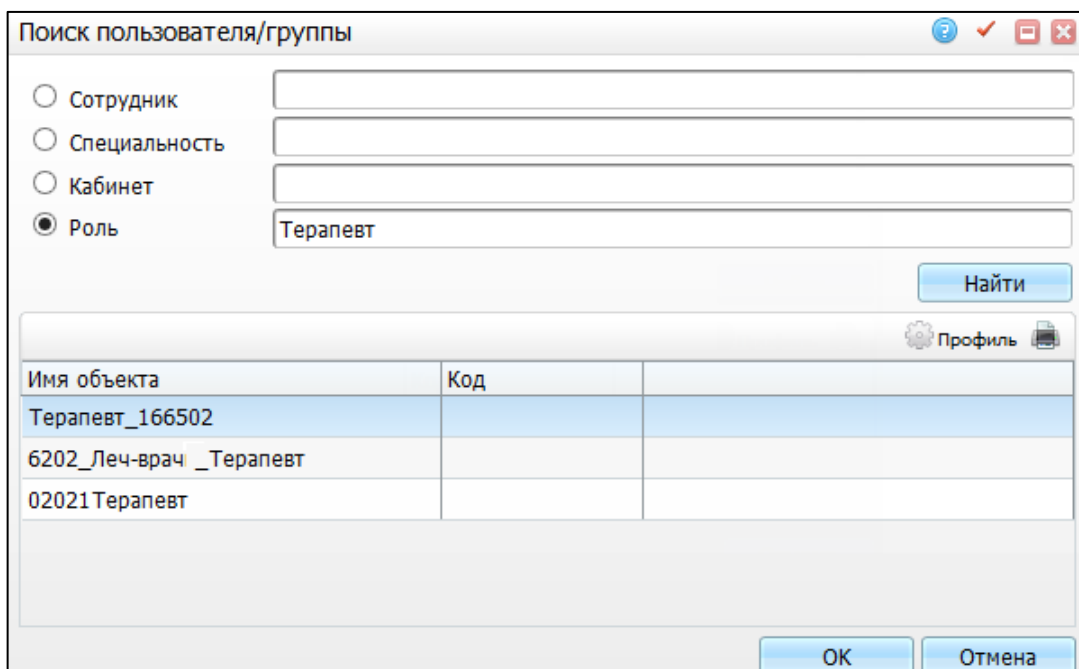 Поиск пользователя/группы
Сотрудник
Специальность
Кабинет
Роль Терапевт
Найти
Профиль
Имя объекта Код
Терапевт_166502
6202_Леч-врач _Терапевт
02021Терапевт
OK Отмена